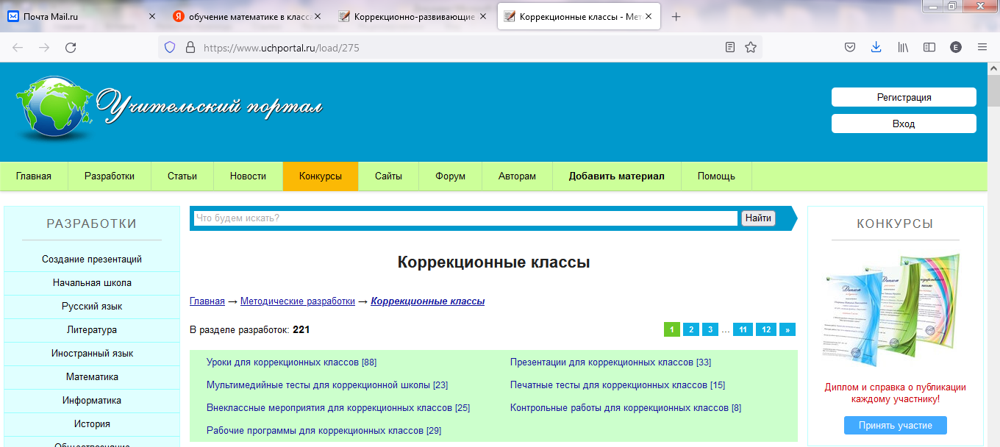 Почта Mail.ru
обучение математике в класса
Коррекционно-развивающие
Коррекционные классы - Мет
https://www.uchportal.ru/load/275
E
Учительский портал
Регистрация
Вход
Главная
Разработки
Статьи
Новости
Конкурсы
Сайты
Форум
Авторам
Добавить материал
Помощь
РАЗРАБОТКИ
Создание презентаций
Начальная школа
Русский язык
Литература
Иностранный язык
Математика
Информатика
История
Обществознание
Что будем искать?
Найти
Коррекционные классы
Главная → Методические разработки → Коррекционные классы
В разделе разработок: 221
1 2 3 ... 11 12 »
Уроки для коррекционных классов [88]
Презентации для коррекционных классов [33]
Мультимедийные тесты для коррекционной школы [23]
Печатные тесты для коррекционных классов [15]
Внеклассные мероприятия для коррекционных классов [25]
Контрольные работы для коррекционных классов [8]
Рабочие программы для коррекционных классов [29]
КОНКУРСЫ
Диплом
Диплом
Диплом и справка о публикации
каждому участнику!
Принять участие